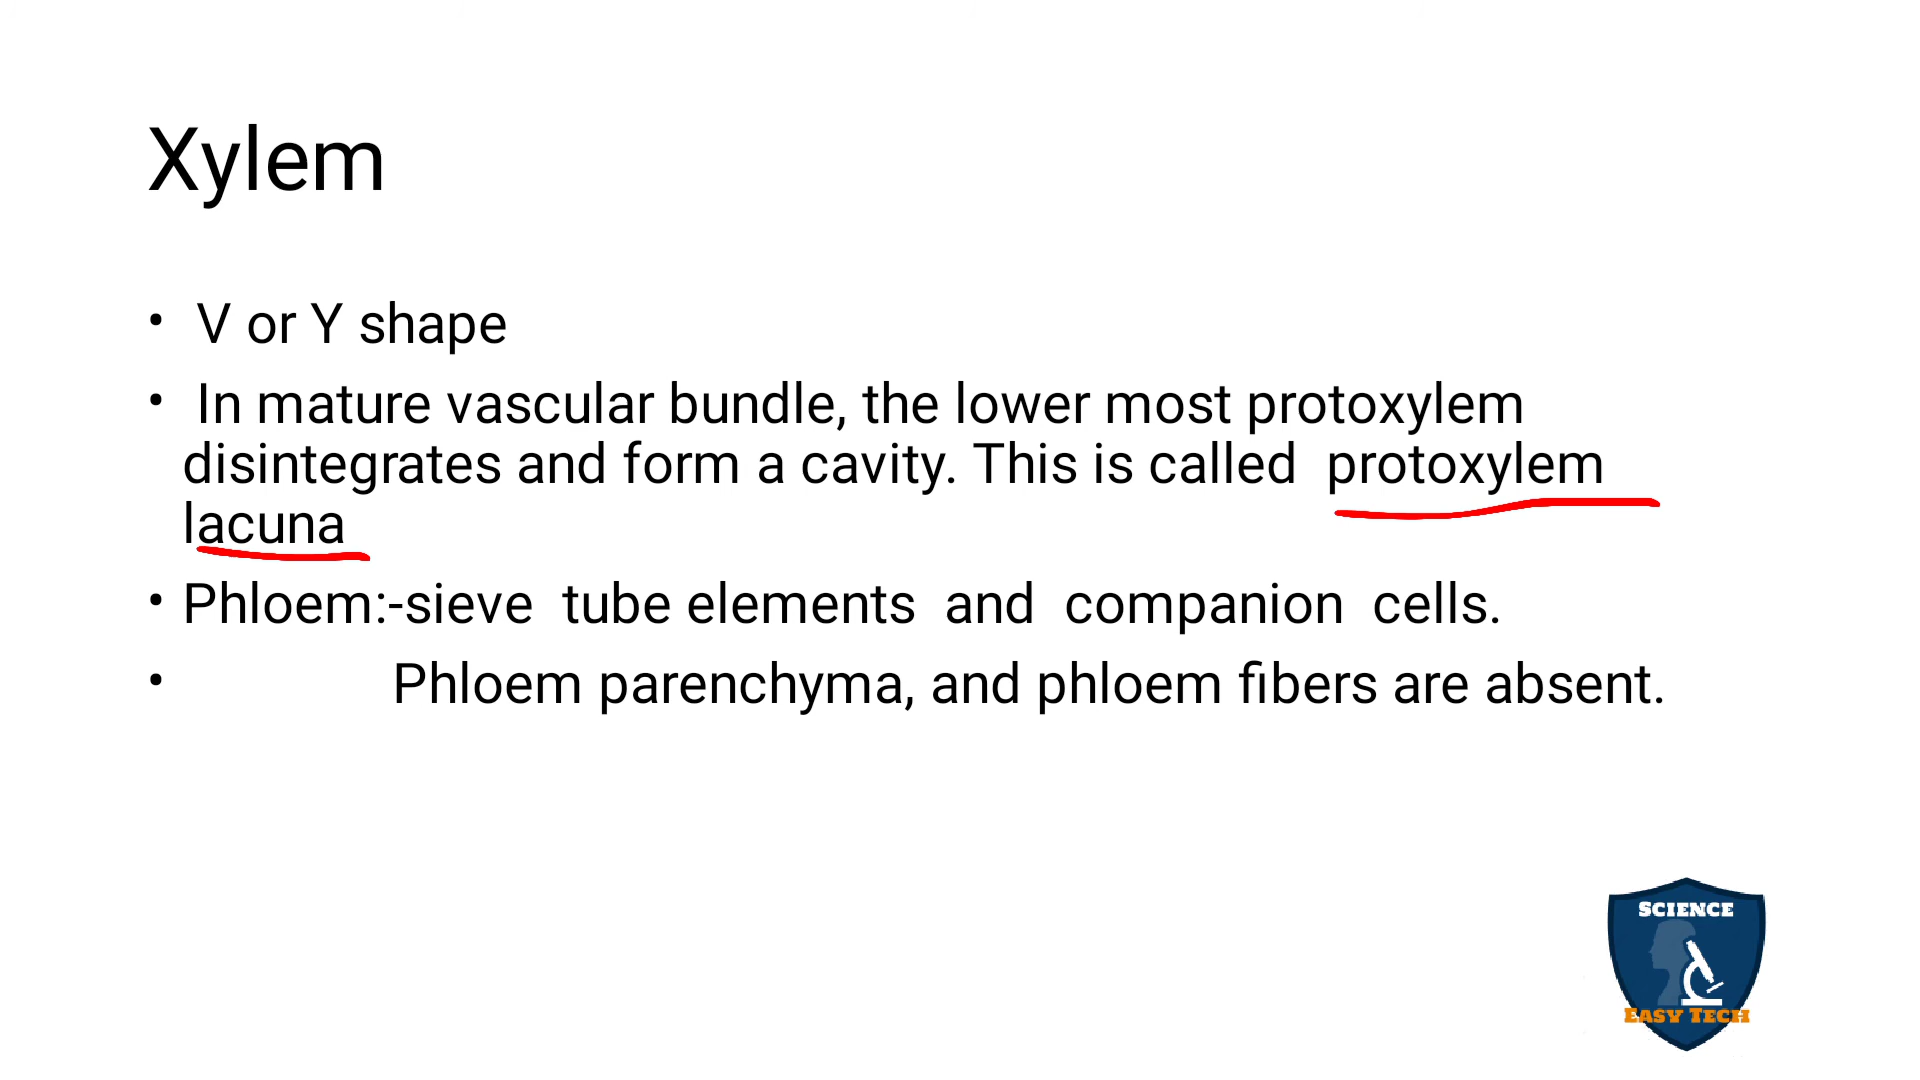 Xylem
• V or Y shape
• In mature vascular bundle, the lower most protoxylem
disintegrates and form a cavity. This is called protoxylem
lacuna
• Phloem:-sieve tube elements and companion cells.
• Phloem parenchyma, and phloem fibers are absent.
SCIENCE
EASY TECH